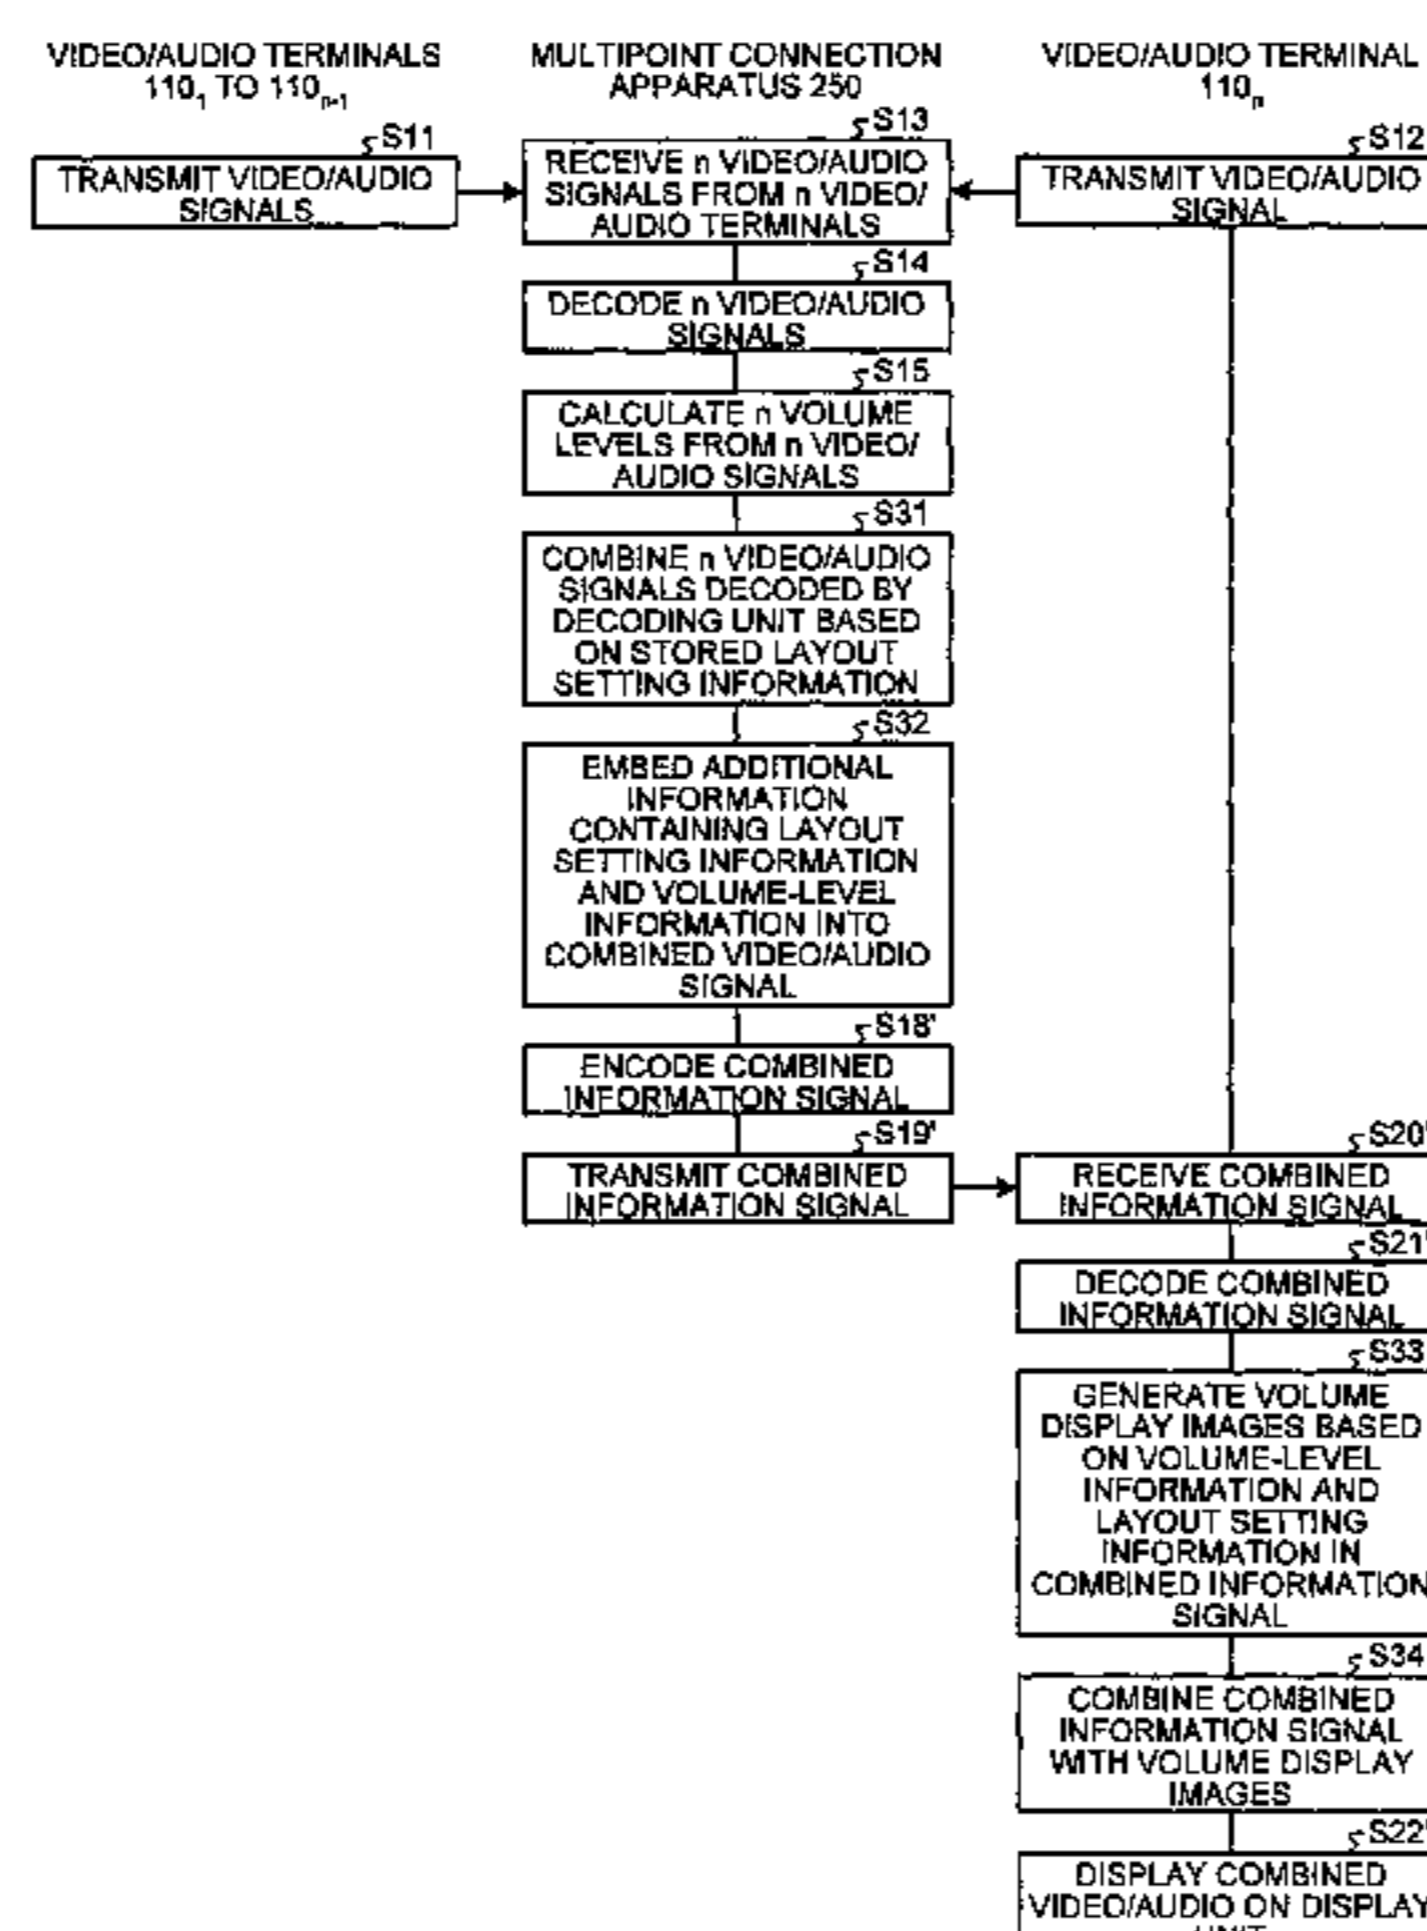 VIDEO/AUDIO TERMINALS
110₁ TO 110ₙ₋₁
S11
TRANSMIT VIDEO/AUDIO
SIGNALS
MULTIPOINT CONNECTION
APPARATUS 250
S13
RECEIVE n VIDEO/AUDIO
SIGNALS FROM n VIDEO/
AUDIO TERMINALS
S14
DECODE n VIDEO/AUDIO
SIGNALS
S15
CALCULATE n VOLUME
LEVELS FROM n VIDEO/
AUDIO SIGNALS
S31
COMBINE n VIDEO/AUDIO
SIGNALS DECODED BY
DECODING UNIT BASED
ON STORED LAYOUT
SETTING INFORMATION
S32
EMBED ADDITIONAL
INFORMATION
CONTAINING LAYOUT
SETTING INFORMATION
AND VOLUME-LEVEL
INFORMATION INTO
COMBINED VIDEO/AUDIO
SIGNAL
S18'
ENCODE COMBINED
INFORMATION SIGNAL
S19'
TRANSMIT COMBINED
INFORMATION SIGNAL
VIDEO/AUDIO TERMINAL
110ₙ
S12
TRANSMIT VIDEO/AUDIO
SIGNAL
S20'
RECEIVE COMBINED
INFORMATION SIGNAL
S21'
DECODE COMBINED
INFORMATION SIGNAL
S33
GENERATE VOLUME
DISPLAY IMAGES BASED
ON VOLUME-LEVEL
INFORMATION AND
LAYOUT SETTING
INFORMATION IN
COMBINED INFORMATION
SIGNAL
S34
COMBINE COMBINED
INFORMATION SIGNAL
WITH VOLUME DISPLAY
IMAGES
S22'
DISPLAY COMBINED
VIDEO/AUDIO ON DISPLAY